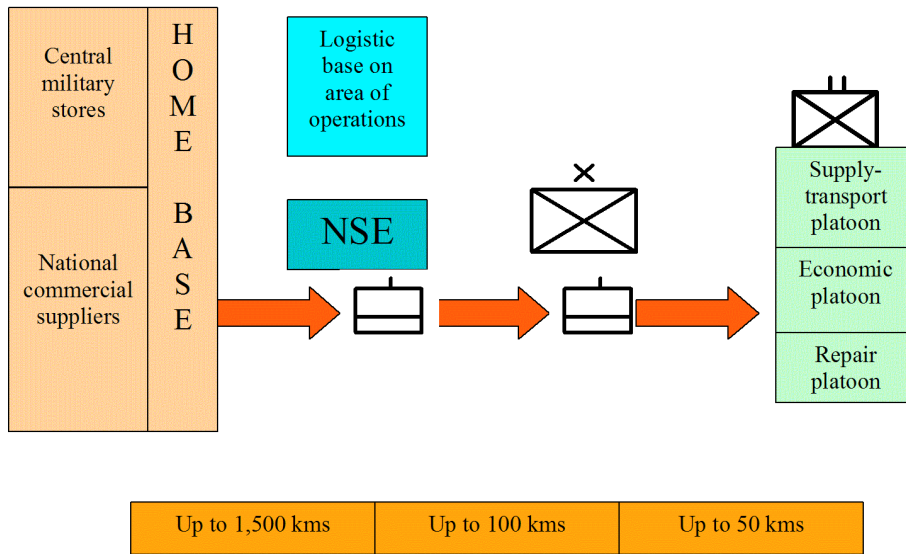 Central
military
stores
National
commercial
suppliers
H
O
M
E
B
A
S
E
Logistic
base on
area of
operations
NSE
Supply-
transport
platoon
Economic
platoon
Repair
platoon
Up to 1,500 kms
Up to 100 kms
Up to 50 kms